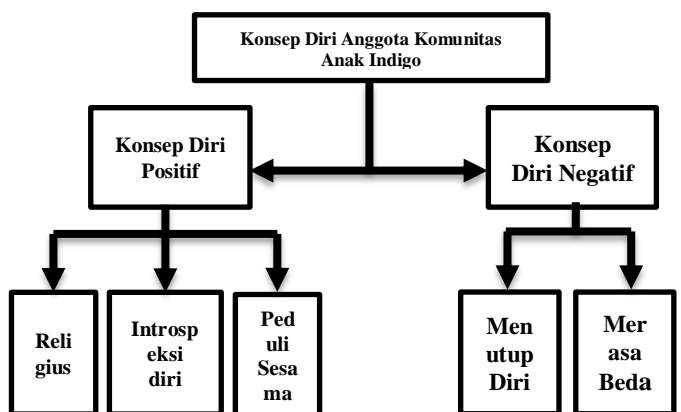 Konsep Diri Anggota Komunitas
Anak Indigo
Konsep Diri
Positif
Konsep
Diri Negatif
Reli
gius
Introsp
eksi
diri
Ped
uli
Sesa
ma
Men
utup
Diri
Mer
asa
Beda